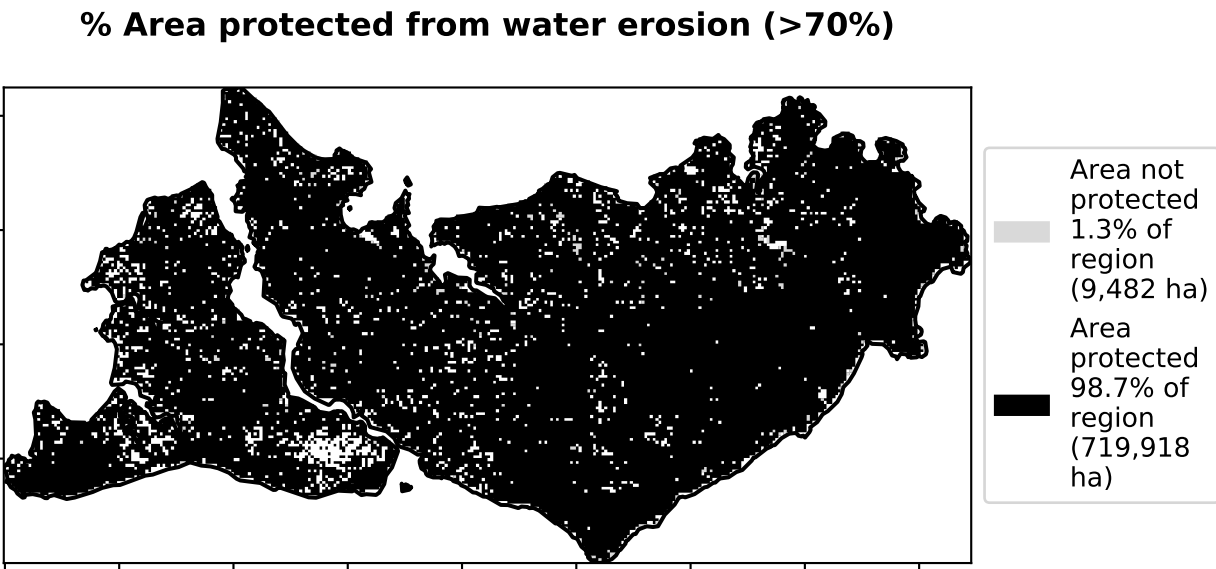 % Area protected from water erosion (>70%)
Area not
protected
1.3% of
region
(9,482 ha)
Area
protected
98.7% of
region
(719,918
ha)